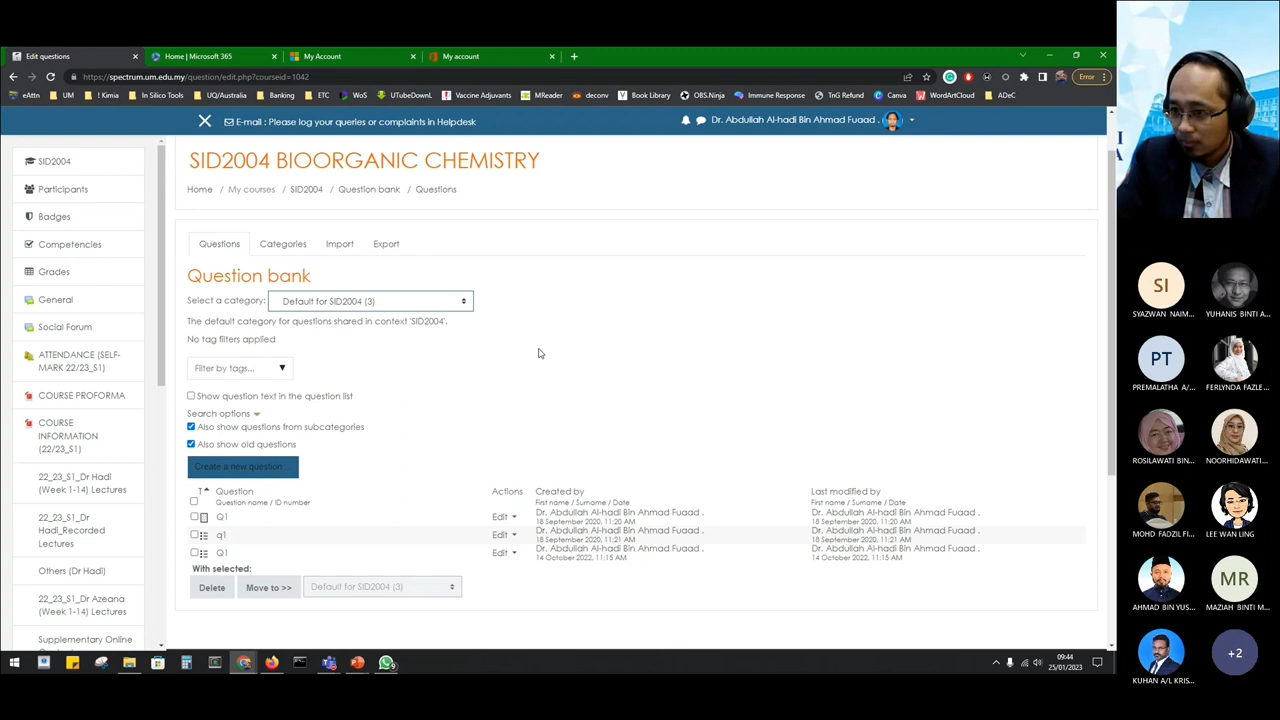 Edit questions
Home | Microsoft 365
My Account
My account
https://spectrum.um.edu.my/question/edit.php?courseid=1042
Error
eAttn
UM
! Kimia
In Silico Tools
UQ/Australia
Banking
ETC
WoS
UTubeDownL
Vaccine Adjuvants
MReader
deconv
Book Library
OBS.Ninja
Immune Response
TnG Refund
Canva
WordArtCloud
ADeC
E-mail : Please log your queries or complaints in Helpdesk
Dr. Abdullah Al-hadi Bin Ahmad Fuaad .
SID2004
Participants
Badges
Competencies
Grades
General
Social Forum
ATTENDANCE (SELF-
MARK 22/23_S1)
COURSE PROFORMA
COURSE
INFORMATION
(22/23_S1)
22_23_S1_Dr Hadi
(Week 1-14) Lectures
22_23_S1_Dr
Hadi_Recorded
Lectures
Others (Dr Hadi)
22_23_S1_Dr Azeana
(Week 1-14) Lectures
Supplementary Online
SID2004 BIOORGANIC CHEMISTRY
Home / My courses / SID2004 / Question bank / Questions
Questions
Categories
Import
Export
Question bank
Select a category: Default for SID2004 (3)
The default category for questions shared in context 'SID2004'.
No tag filters applied
Filter by tags... ▼
Show question text in the question list
Search options
Also show questions from subcategories
Also show old questions
Create a new question ...
T Question Actions Created by Last modified by
Question name / ID number First name / Surname / Date First name / Surname / Date
Q1 Edit Dr. Abdullah Al-hadi Bin Ahmad Fuaad . Dr. Abdullah Al-hadi Bin Ahmad Fuaad .
18 September 2020, 11:20 AM 18 September 2020, 11:20 AM
q1 Edit Dr. Abdullah Al-hadi Bin Ahmad Fuaad . Dr. Abdullah Al-hadi Bin Ahmad Fuaad .
18 September 2020, 11:21 AM 18 September 2020, 11:21 AM
Q1 Edit Dr. Abdullah Al-hadi Bin Ahmad Fuaad . Dr. Abdullah Al-hadi Bin Ahmad Fuaad .
14 October 2022, 11:15 AM 14 October 2022, 11:15 AM
With selected:
Delete
Move to >>
Default for SID2004 (3)
09:44
25/01/2023
SI
SYAZWAN NAIM...
YUHANIS BINTI A...
PT
PREMALATHA A/...
FERLYNDA FAZLE...
ROSILAWATI BIN...
NOORHIDAWATI...
MOHD FADZIL FI...
LEE WAN LING
AHMAD BIN YUS...
MR
MAZIAH BINTI M...
KUHAN A/L KRIS...
+2